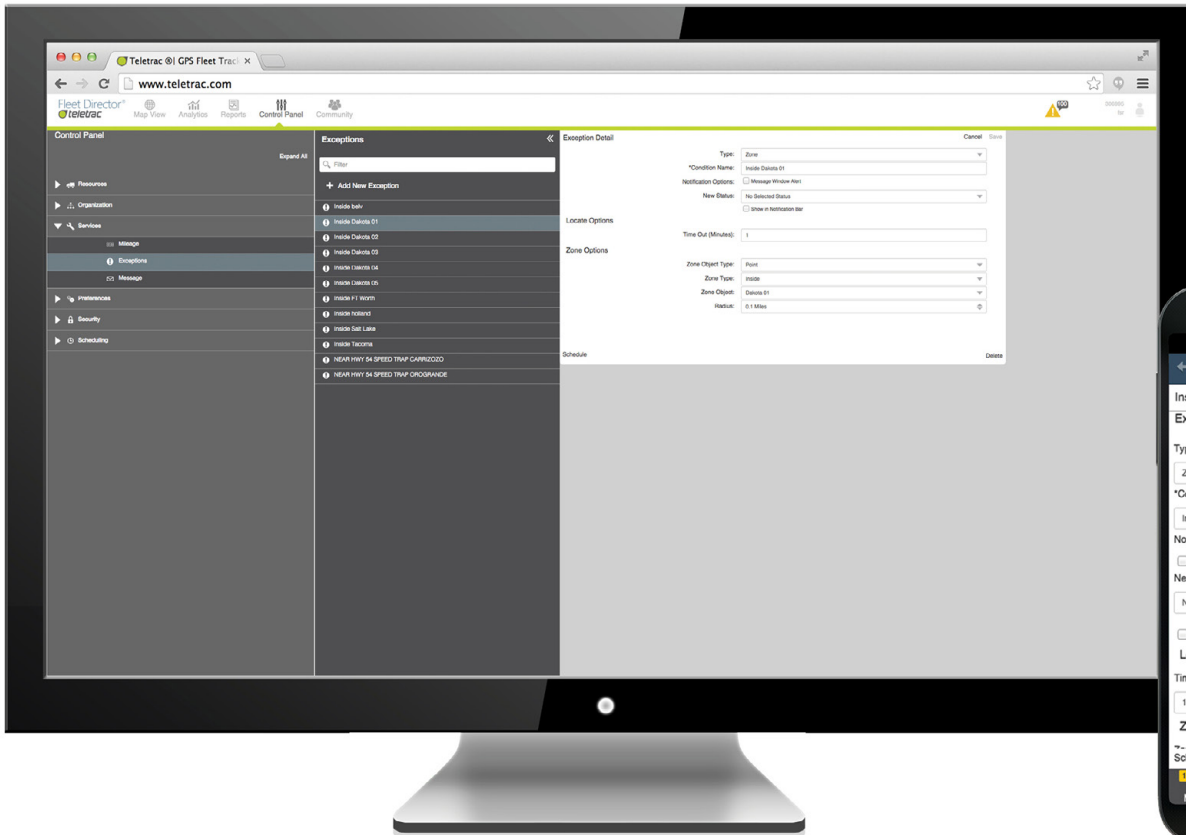 Teletrac ®| GPS Fleet Trac
www.teletrac.com
Fleet Director®
teletrac
Map View Analytics Reports Control Panel Community
100
Control Panel
Expand All
Resources
Organization
Services
Mileage
Exceptions
Message
Preferences
Security
Scheduling
Exceptions
Filter
+ Add New Exception
Inside belv
Inside Dakota 01
Inside Dakota 02
Inside Dakota 03
Inside Dakota 04
Inside Dakota 05
Inside FT Worth
Inside holland
Inside Salt Lake
Inside Tacoma
NEAR HWY 54 SPEED TRAP CARRIZOZO
NEAR HWY 54 SPEED TRAP OROGRANDE
Exception Detail Cancel Save
Type: Zone
*Condition Name: Inside Dakota 01
Notification Options: Message Window Alert
New Status: No Selected Status
Show in Notification Bar
Locate Options
Time Out (Minutes): 1
Zone Options
Zone Object Type: Point
Zone Type: Inside
Zone Object: Dakota 01
Radius: 0.1 Miles
Schedule Delete